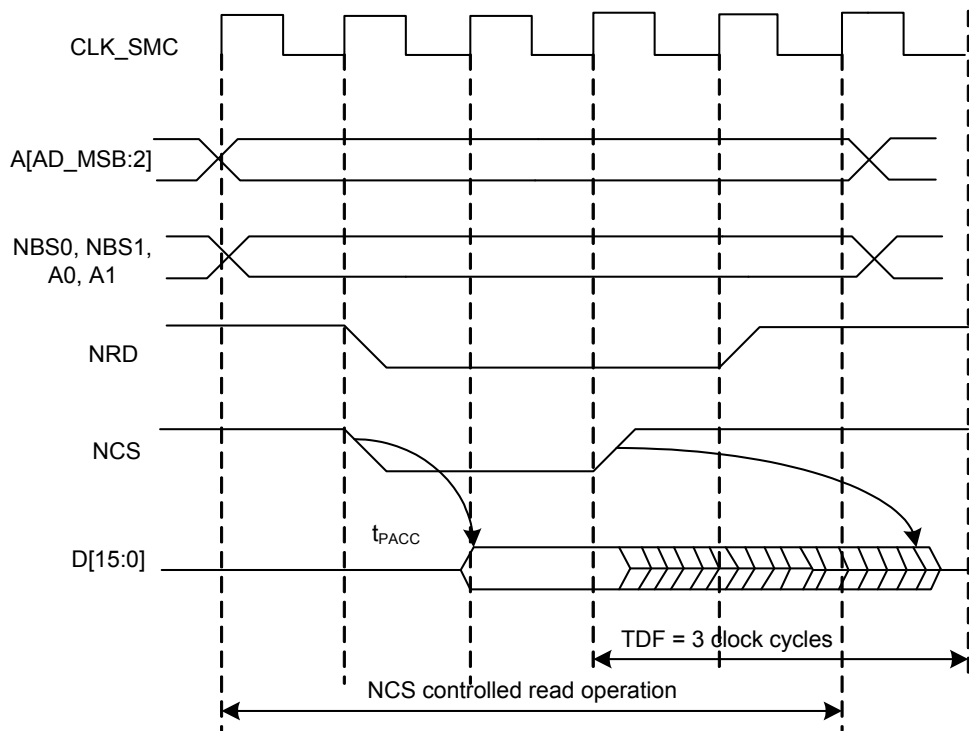 CLK_SMC
A[AD_MSB:2]
NBS0, NBS1,
A0, A1
NRD
NCS
tPACC
D[15:0]
TDF = 3 clock cycles
NCS controlled read operation